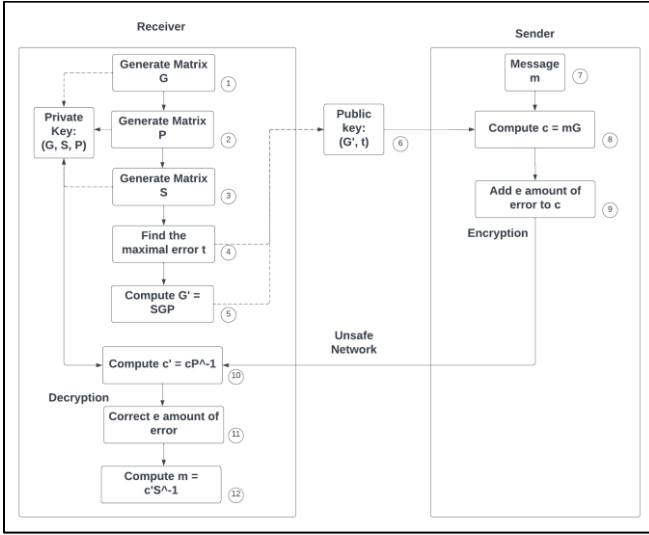 Receiver
Generate Matrix
G
1
Private
Key:
(G, S, P)
Generate Matrix
P
2
Generate Matrix
S
3
Find the
maximal error t
4
Compute G' =
SGP
5
Public
key:
(G', t)
6
Sender
Message
m
7
Compute c = mG
8
Add e amount of
error to c
9
Encryption
Unsafe
Network
Compute c' = cP^-1
10
Decryption
Correct e amount of
error
11
Compute m =
c'S^-1
12